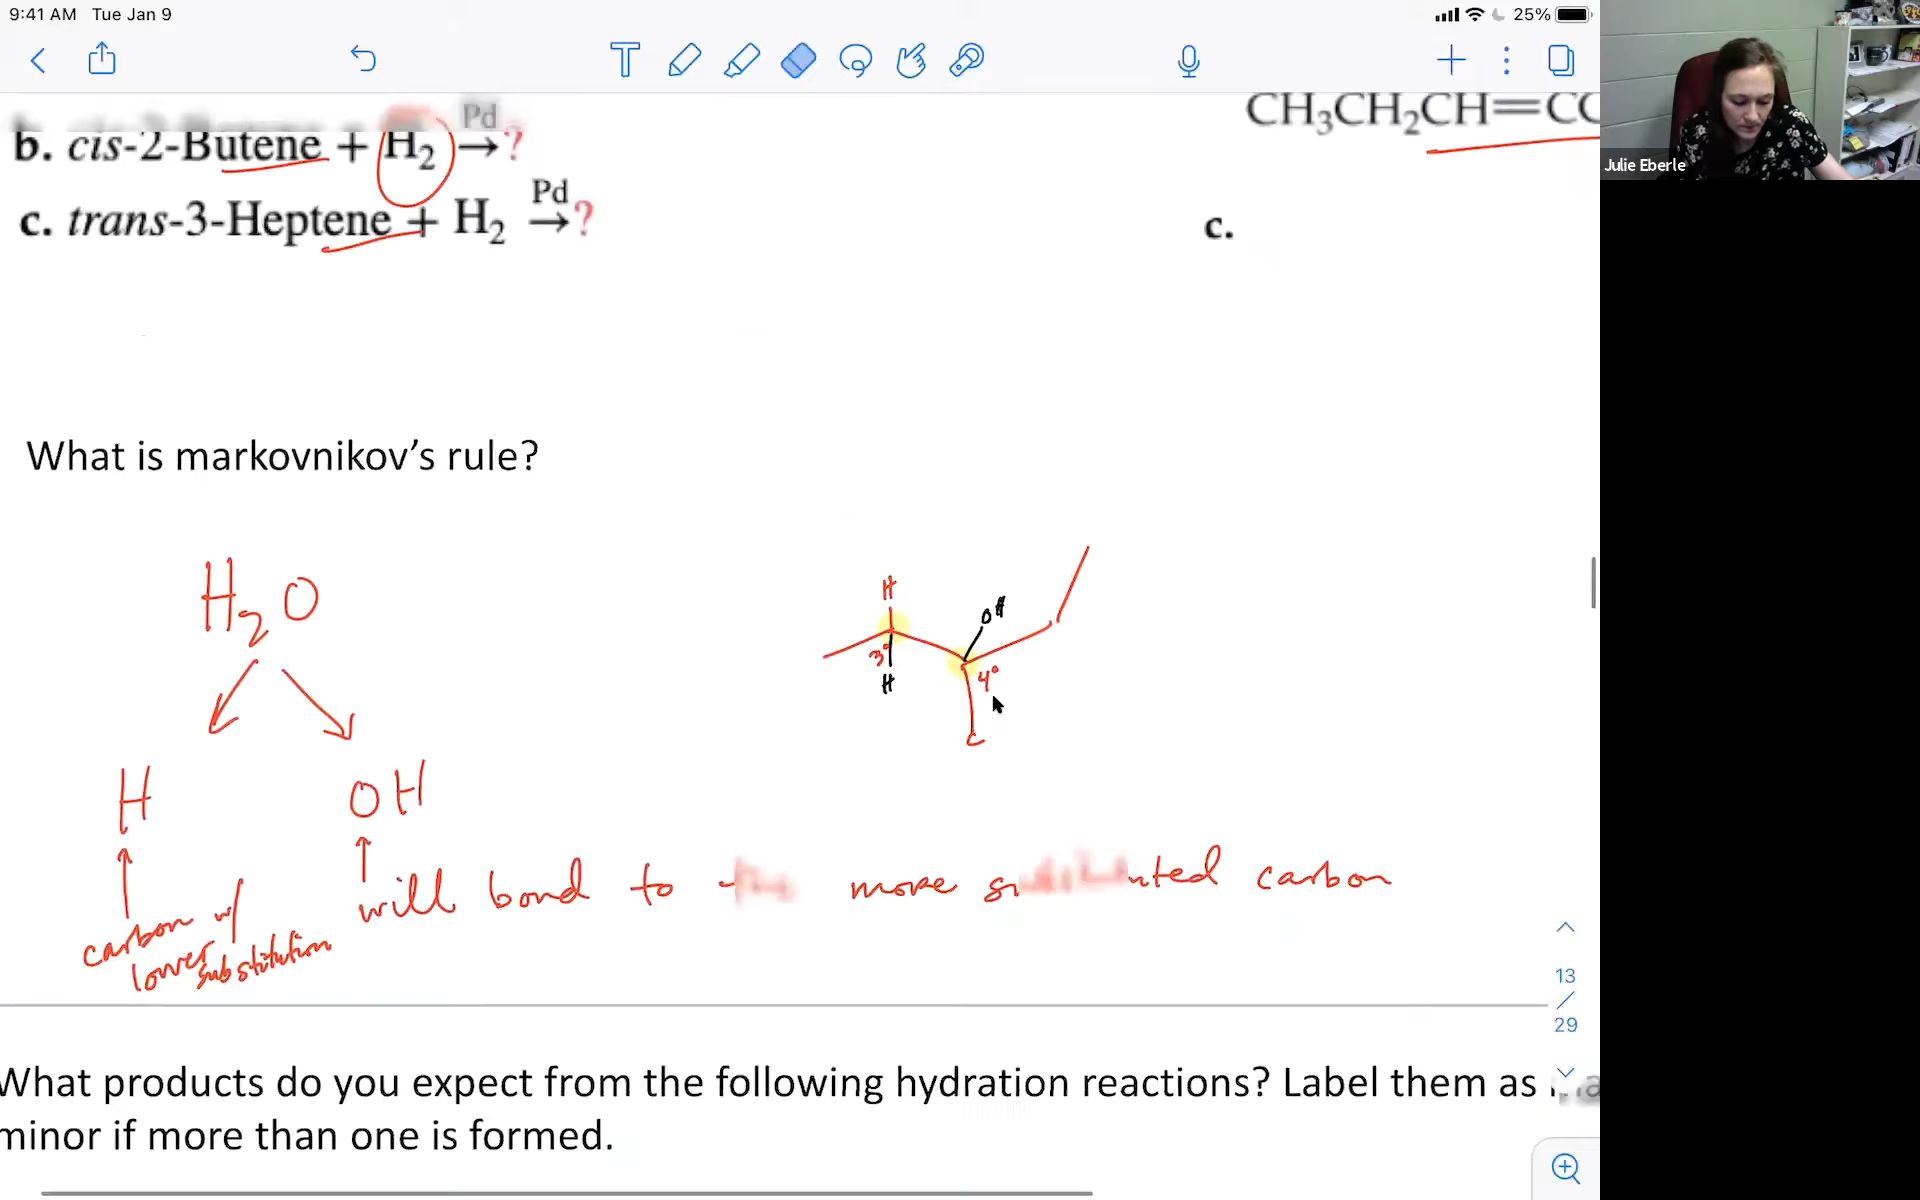 9:41 AM Tue Jan 9
25%
Julie Eberle
b. cis-2-Butene + H₂ →? Pd
CH₃CH₂CH=CC
c. trans-3-Heptene + H₂ →? Pd
c.
What is markovnikov's rule?
H₂O
H
OH
3°
H
4°
C
H OH
will bond to more carbon
carbon w/
lower substitution
13
/
29
What products do you expect from the following hydration reactions? Label them as
minor if more than one is formed.